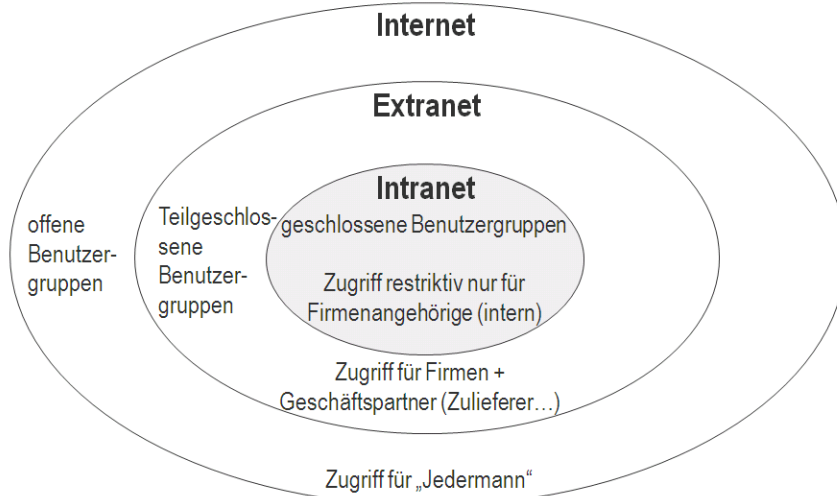 Internet
Extranet
Intranet
offene
Benutzer-
gruppen
Teilgeschlos-
sene
Benutzer-
gruppen
geschlossene Benutzergruppen
Zugriff restriktiv nur für
Firmenangehörige (intern)
Zugriff für Firmen +
Geschäftspartner (Zulieferer…)
Zugriff für „Jedermann“